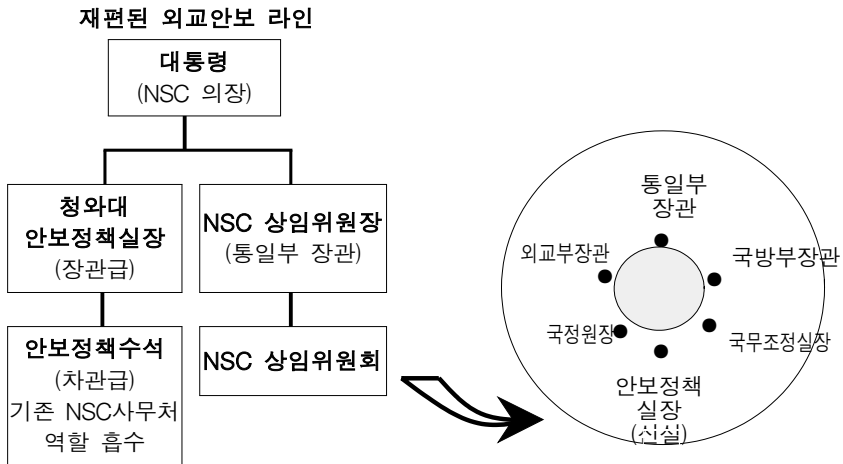 재편된 외교안보 라인
대통령
(NSC 의장)
청와대
안보정책실장
(장관급)
NSC 상임위원장
(통일부 장관)
안보정책수석
(차관급)
기존 NSC사무처
역할 흡수
NSC 상임위원회
통일부
장관
외교부장관
국방부장관
국정원장
국무조정실장
안보정책
실장
(신설)